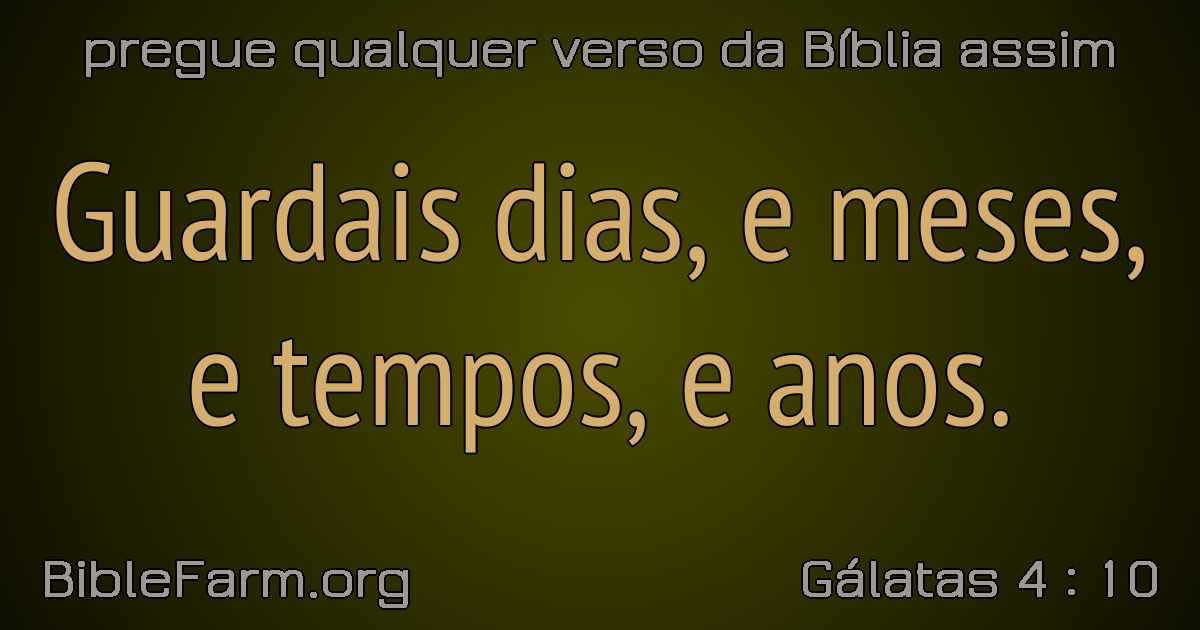 pregue qualquer verso da Bíblia assim
Guardais dias, e meses,
e tempos, e anos.
BibleFarm.org
Gálatas 4 : 10